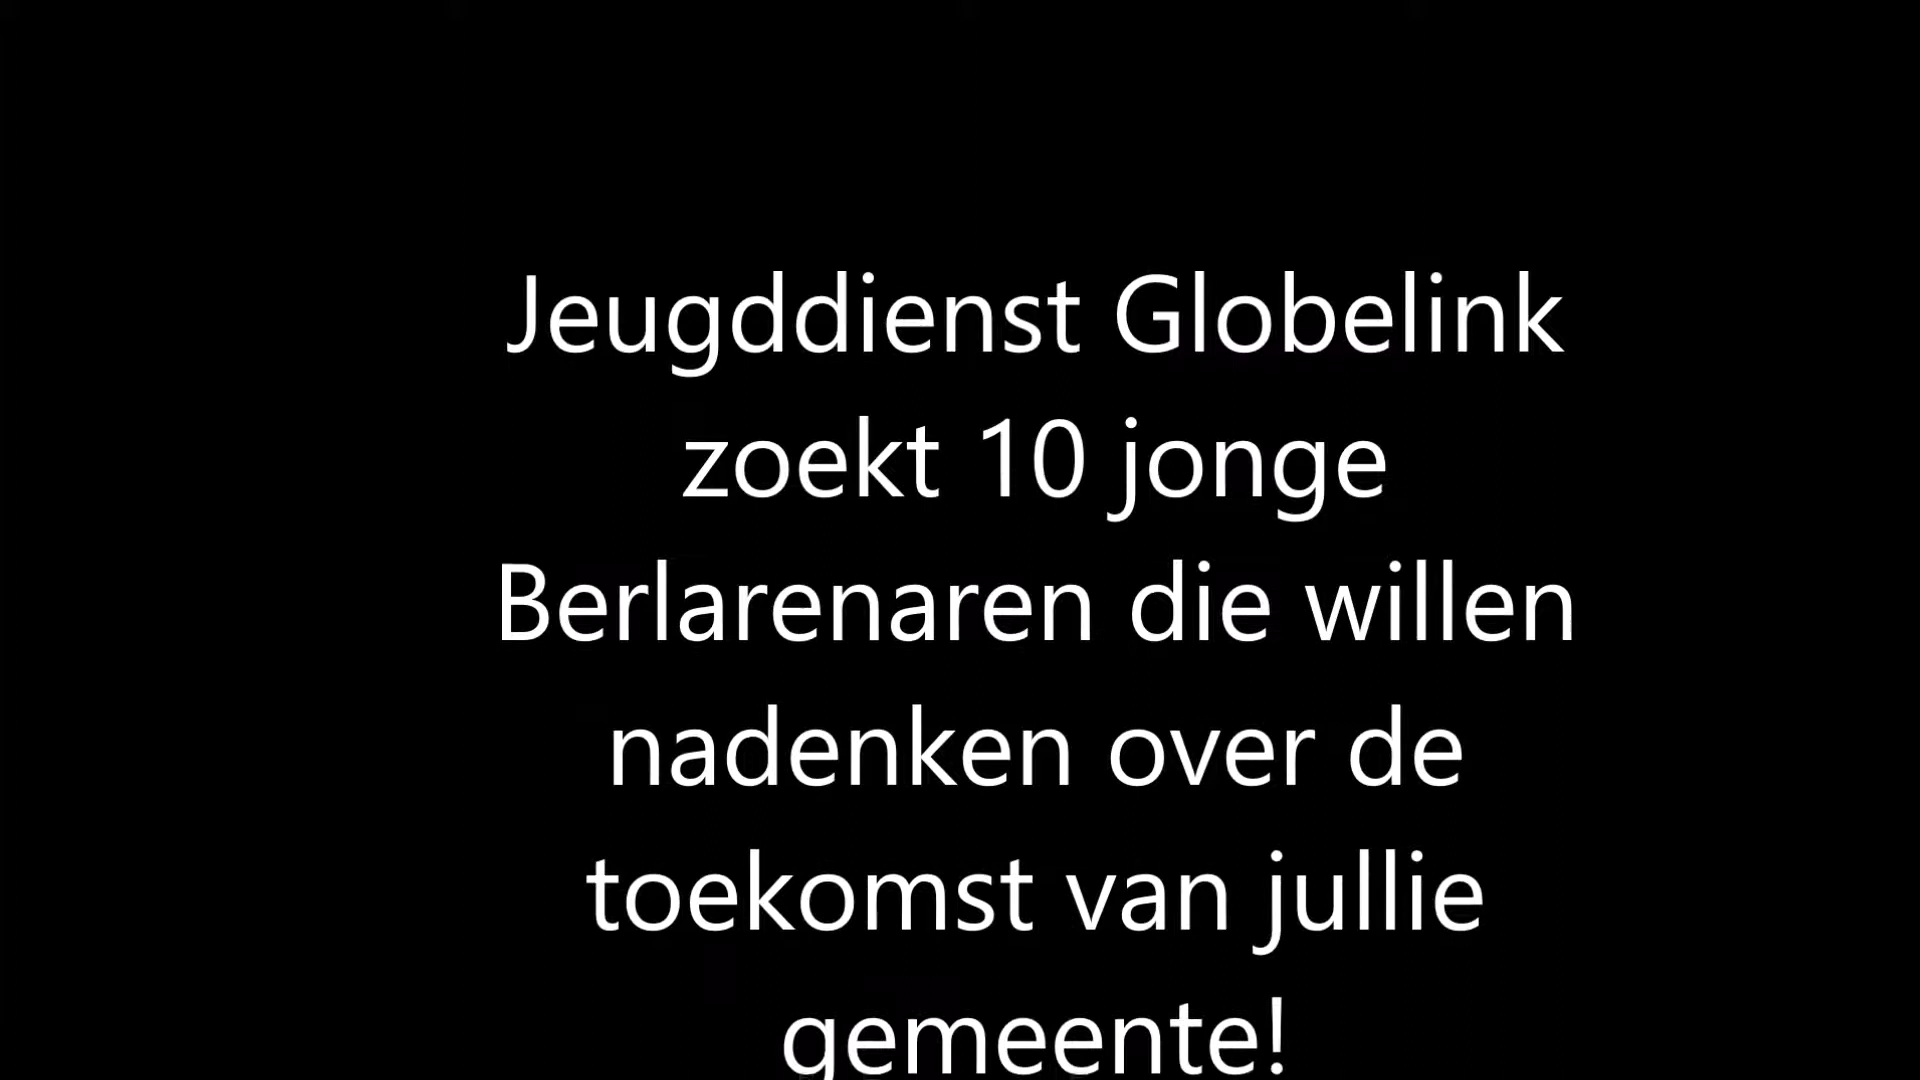 Jeugddienst Globelink
zoekt 10 jonge
Berlarenaren die willen
nadenken over de
toekomst van jullie
gemeente!